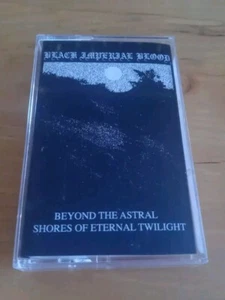 BLACK IMPERIAL BLOOD
BEYOND THE ASTRAL
SHORES OF ETERNAL TWILIGHT